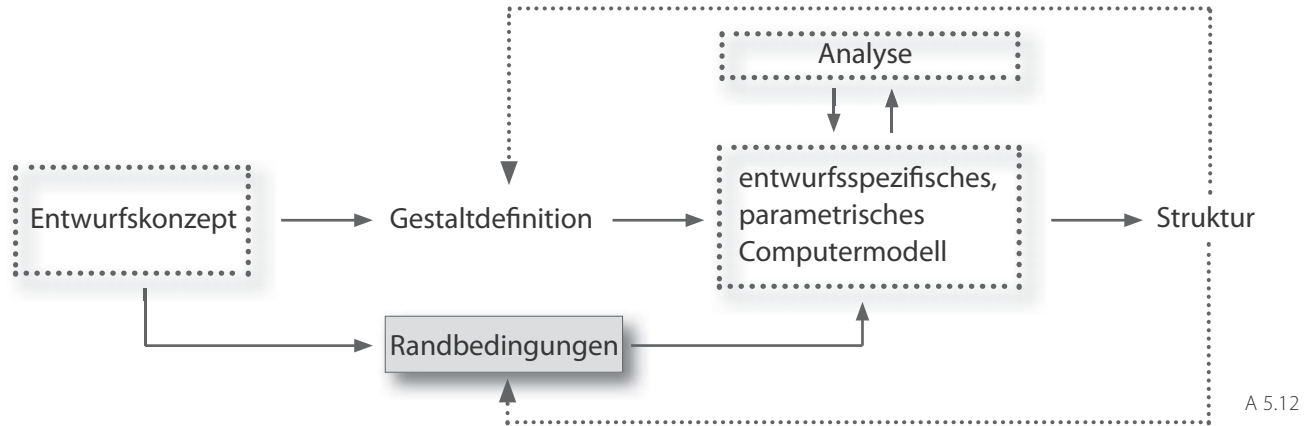 Analyse
Entwurfskonzept
Gestaltdefinition
entwurfsspezifisches,
parametrisches
Computermodell
Struktur
Randbedingungen
A 5.12